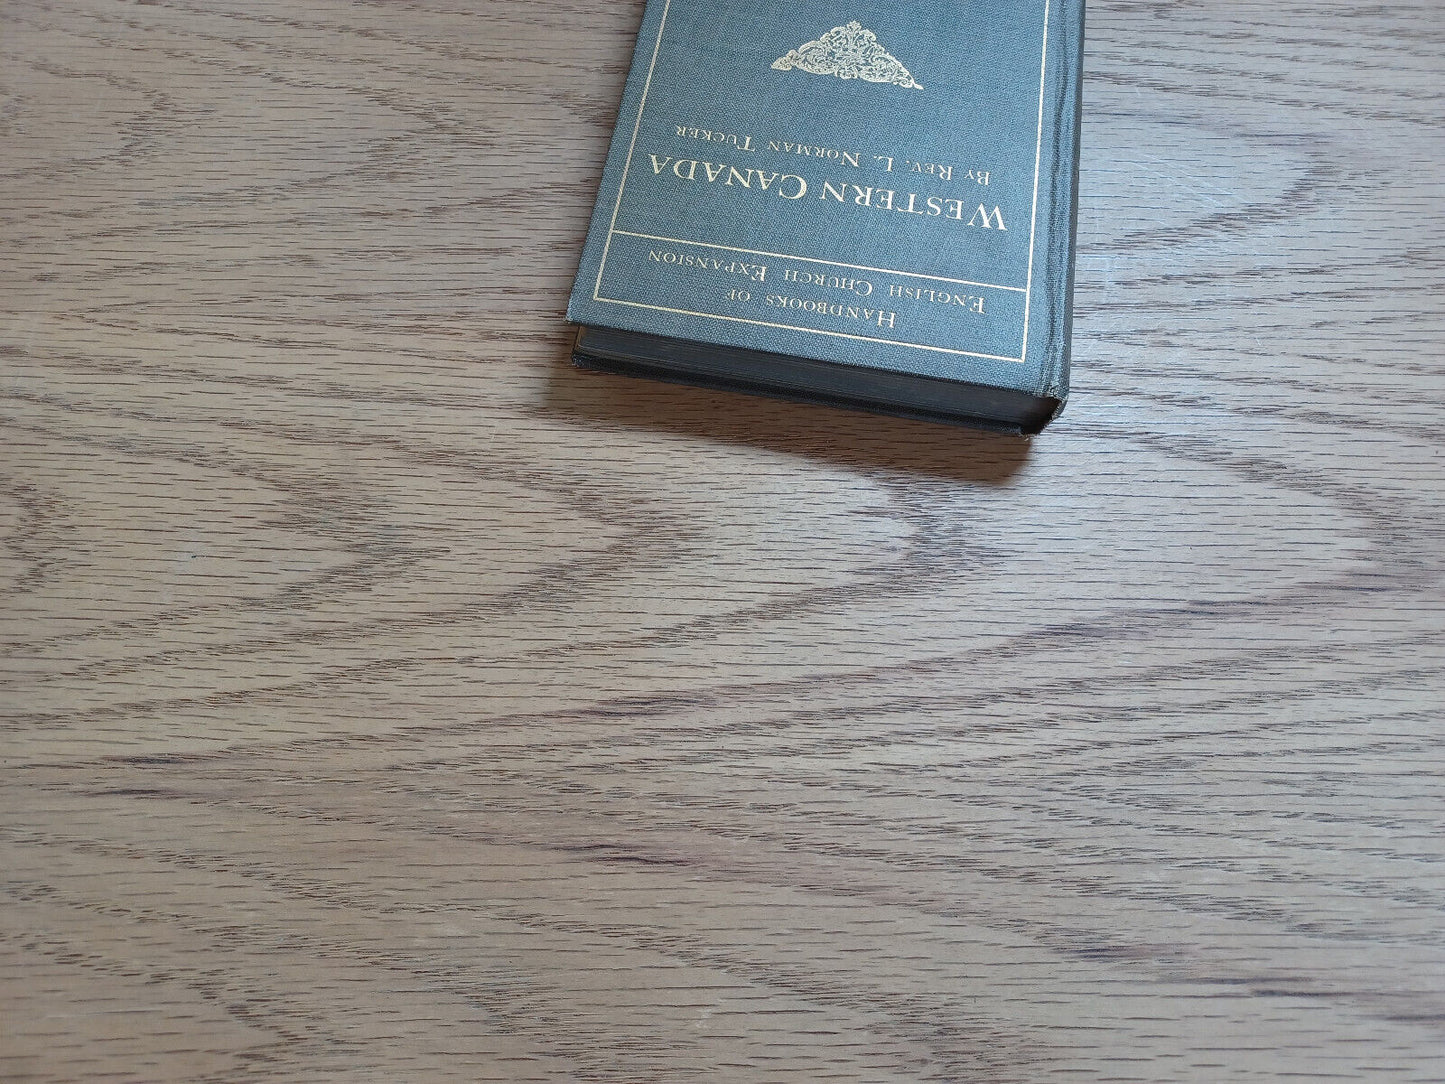 HANDBOOKS OF
ENGLISH CHURCH EXPANSION
WESTERN CANADA
BY REV. L. NORMAN TUCKER